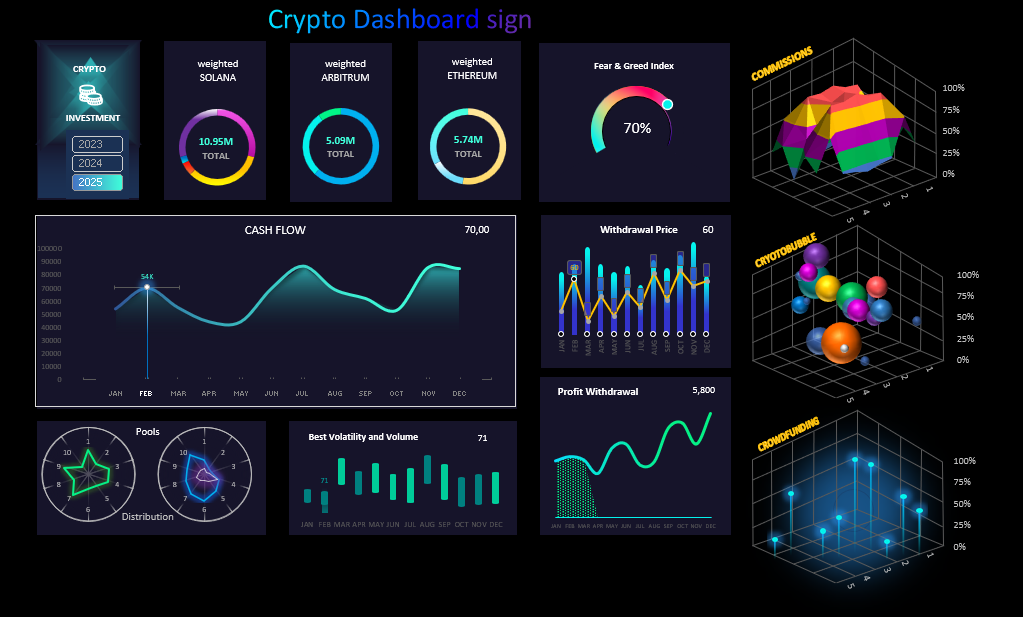 Crypto Dashboard sign
CRYPTO
INVESTMENT
2023
2024
2025
weighted
SOLANA
10.95M
TOTAL
weighted
ARBITRUM
5.09M
TOTAL
weighted
ETHEREUM
5.74M
TOTAL
Fear & Greed Index
70%
COMMISSIONS
100%
75%
50%
25%
0%
1
2
3
4
5
CASH FLOW
70,00
100000
90000
80000
70000
60000
50000
40000
30000
20000
10000
0
54K
JAN FEB MAR APR MAY JUN JUL AUG SEP OCT NOV DEC
Withdrawal Price
60
JAN FEB MAR APR MAY JUN JUL AUG SEP OCT NOV DEC
CRYOTOBUBBLE
100%
75%
50%
25%
0%
1
2
3
4
5
Profit Withdrawal
5,800
JAN FEB MAR APR MAY JUN JUL AUG SEP OCT NOV DEC
Pools
1
2
3
4
5
6
7
8
9
10
1
2
3
4
5
6
7
8
9
10
Distribution
Best Volatility and Volume
71
71
JAN FEB MAR APR MAY JUN JUL AUG SEP OCT NOV DEC
CROWDFUNDING
100%
75%
50%
25%
0%
1
2
3
4
5